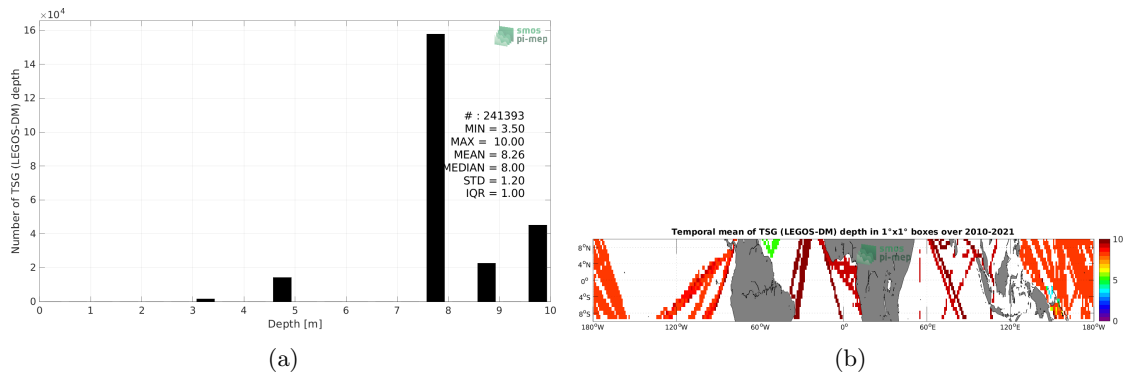 ×10⁴
16
14
12
10
8
6
4
2
0
Number of TSG (LEGOS-DM) depth
0 1 2 3 4 5 6 7 8 9 10
Depth [m]
smos
pi-mep
# : 241393
MIN = 3.50
MAX = 10.00
MEAN = 8.26
MEDIAN = 8.00
STD = 1.20
IQR = 1.00
(a)
Temporal mean of TSG (LEGOS-DM) depth in 1°x1° boxes over 2010-2021
smos
pi-mep
8°N
4°N
0°
4°S
8°S
180°W 120°W 60°W 0° 60°E 120°E 180°W
10
5
0
(b)